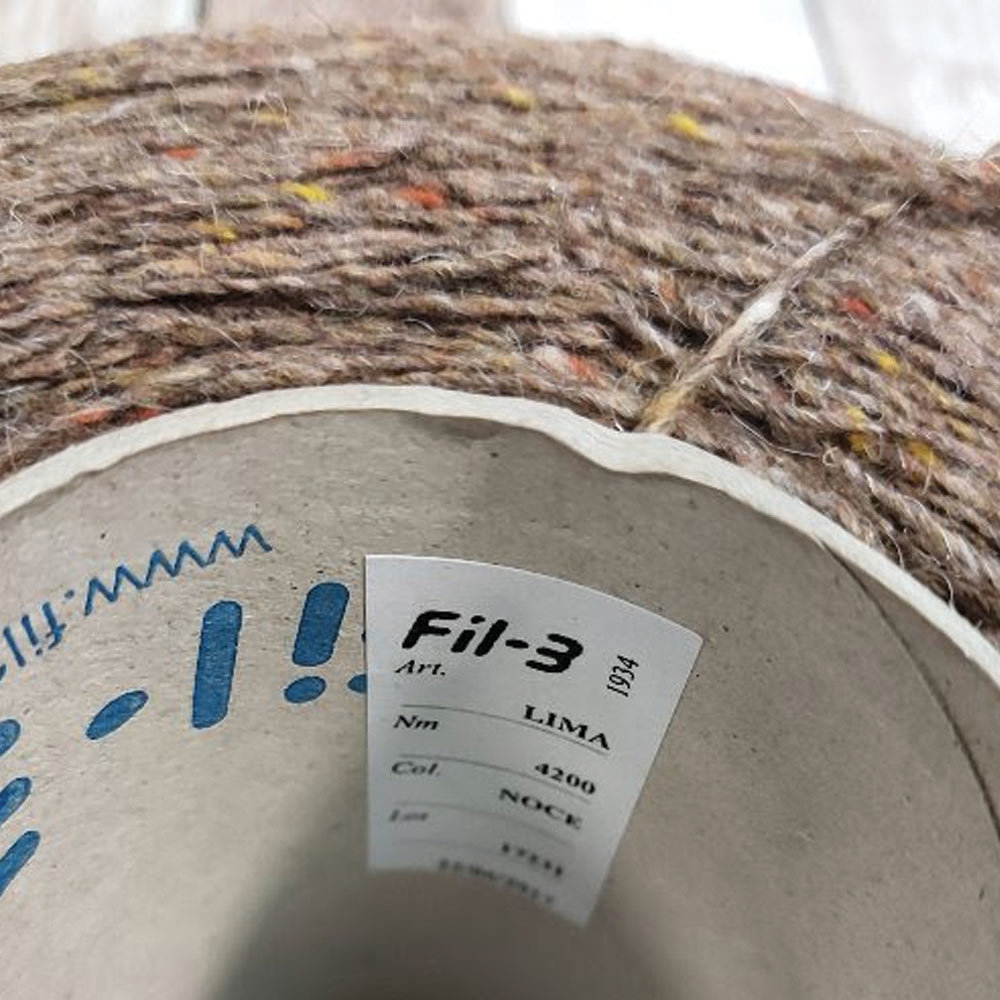 www.fil
Fil-3
1934
Art.
LIMA
Nm
4200
Col.
NOCE
Lot